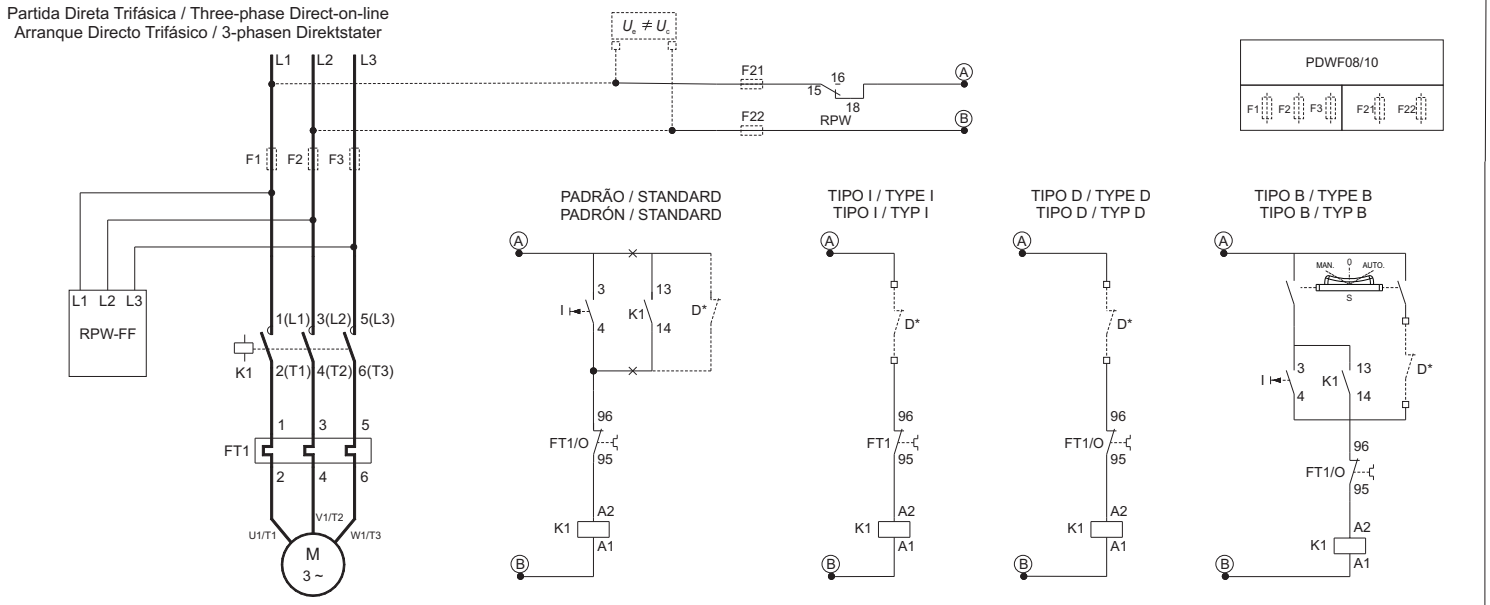 Partida Direta Trifásica / Three-phase Direct-on-line
Arranque Directo Trifásico / 3-phasen Direktstater
L1 L2 L3
Ue ≠ Uc
F21
16
15
18
RPW
A
F22
B
PDWF08/10
F1 F2 F3 F21 F22
F1 F2 F3
L1 L2 L3
RPW-FF
1(L1) 3(L2) 5(L3)
K1
2(T1) 4(T2) 6(T3)
1 3 5
FT1
2 4 6
U1/T1 V1/T2 W1/T3
M
3 ~
PADRÃO / STANDARD
PADRÓN / STANDARD
A
3 13
I K1 D*
4 14
96
FT1/O
95
A2
K1
A1
B
TIPO I / TYPE I
TIPO I / TYP I
A
D*
96
FT1
95
A2
K1
A1
B
TIPO D / TYPE D
TIPO D / TYP D
A
D*
96
FT1/O
95
A2
K1
A1
B
TIPO B / TYPE B
TIPO B / TYP B
A
MAN. 0 AUTO.
S
3 13
I K1 D*
4 14
96
FT1/O
95
A2
K1
A1
B